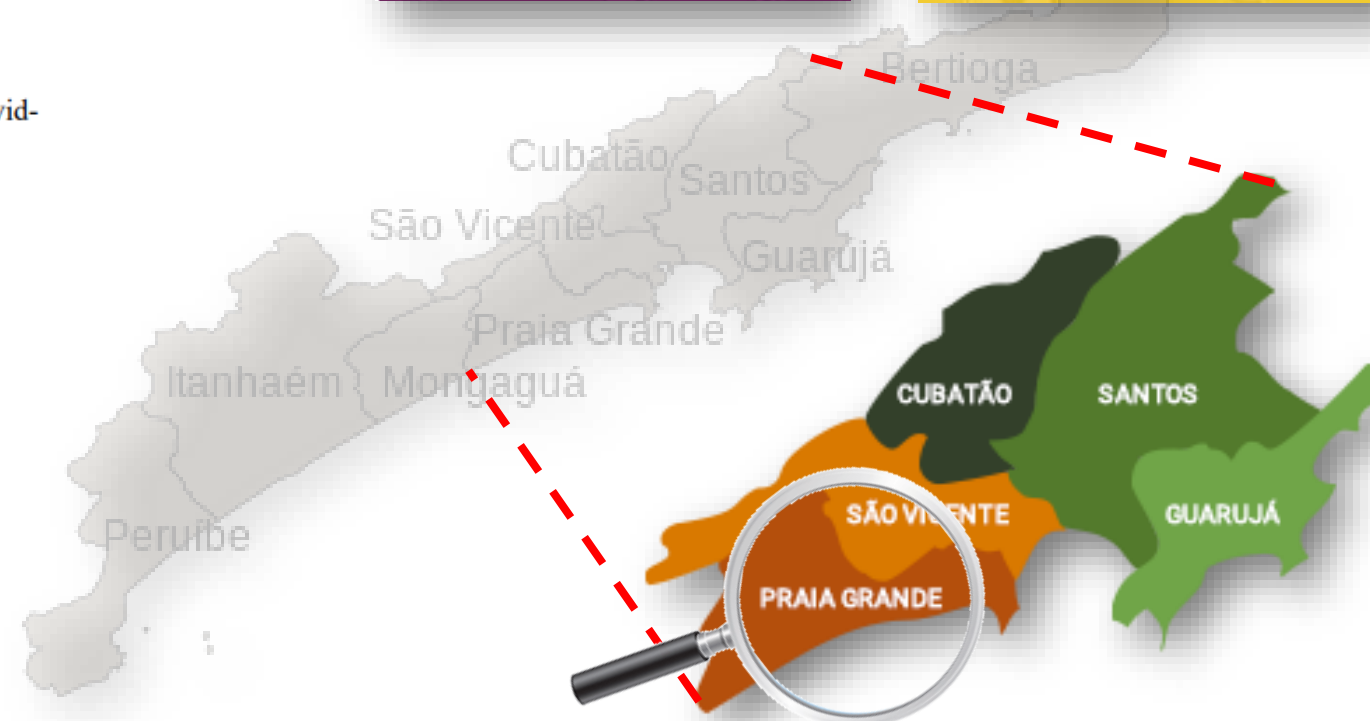 vid-
Bertioga
Cubatão
Santos
São Vicente
Guarujá
Praia Grande
Itanhaém
Mongaguá
Peruíbe
CUBATÃO
SANTOS
SÃO VICENTE
GUARUJÁ
PRAIA GRANDE